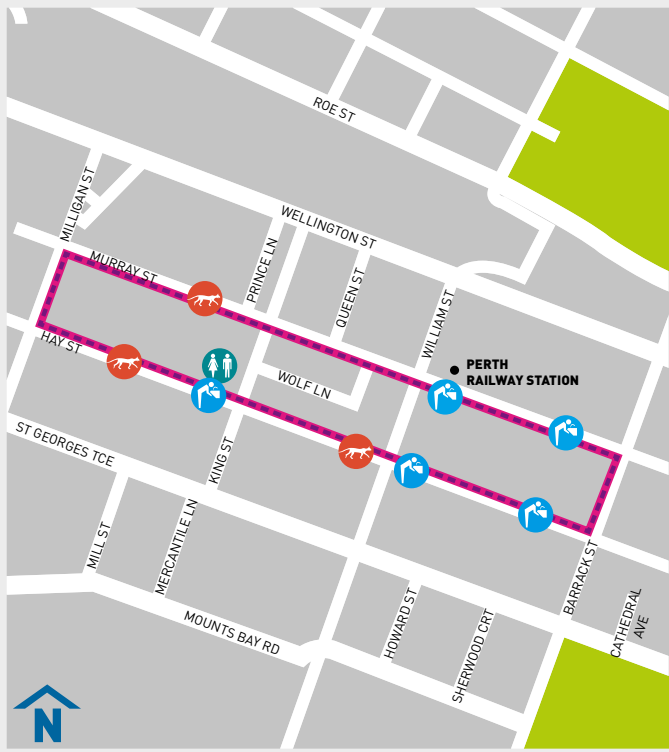 ROE ST
MILLIGAN ST
WELLINGTON ST
MURRAY ST
PRINCE LN
QUEEN ST
WILLIAM ST
HAY ST
PERTH
RAILWAY STATION
WOLF LN
ST GEORGES TCE
KING ST
MILL ST
MERCANTILE LN
BARRACK ST
CATHEDRAL
AVE
HOWARD ST
SHERWOOD CRT
MOUNTS BAY RD
N